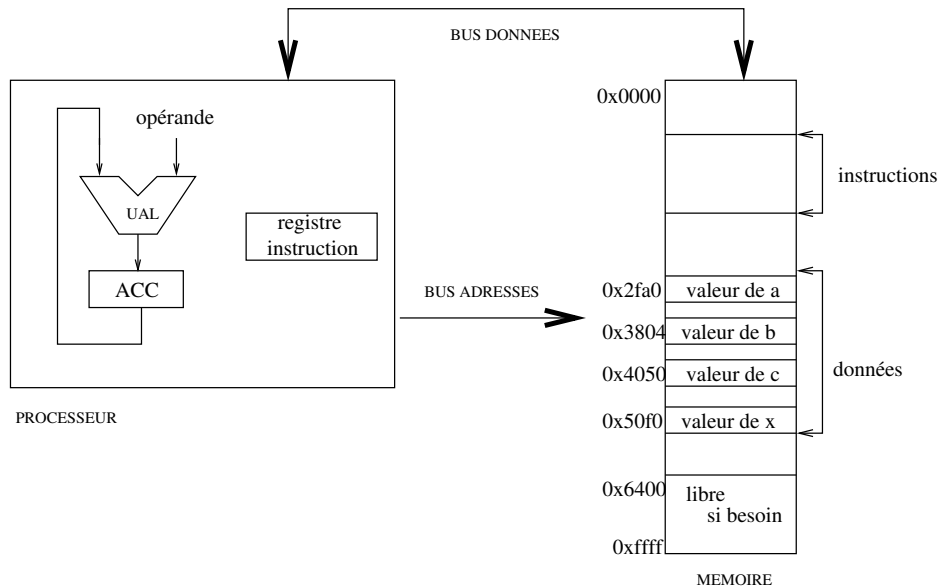 BUS DONNEES
opérande
UAL
ACC
registre
instruction
PROCESSEUR
BUS ADRESSES
0x0000
instructions
0x2fa0
valeur de a
0x3804
valeur de b
0x4050
valeur de c
données
0x50f0
valeur de x
0x6400
libre
si besoin
0xffff
MEMOIRE